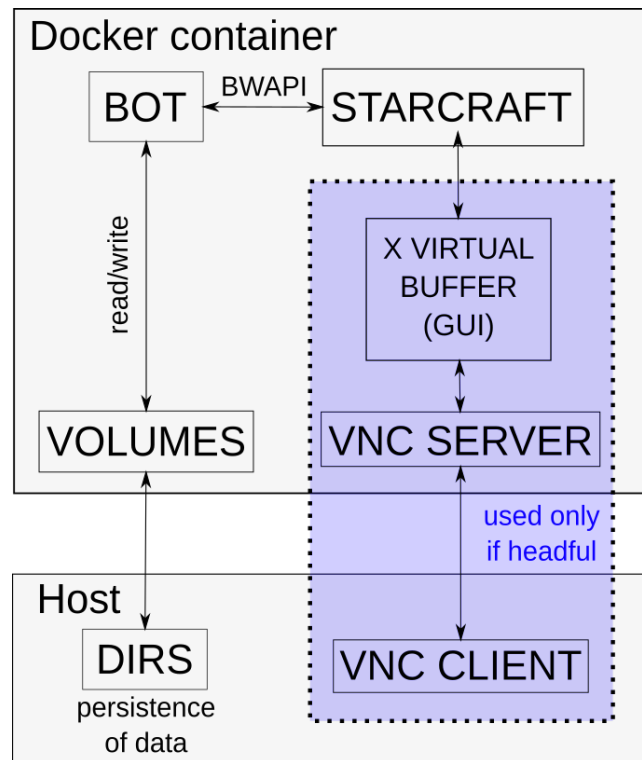 Docker container
BOT
BWAPI
STARCRAFT
read/write
X VIRTUAL
BUFFER
(GUI)
VOLUMES
VNC SERVER
used only
if headful
Host
DIRS
VNC CLIENT
persistence
of data